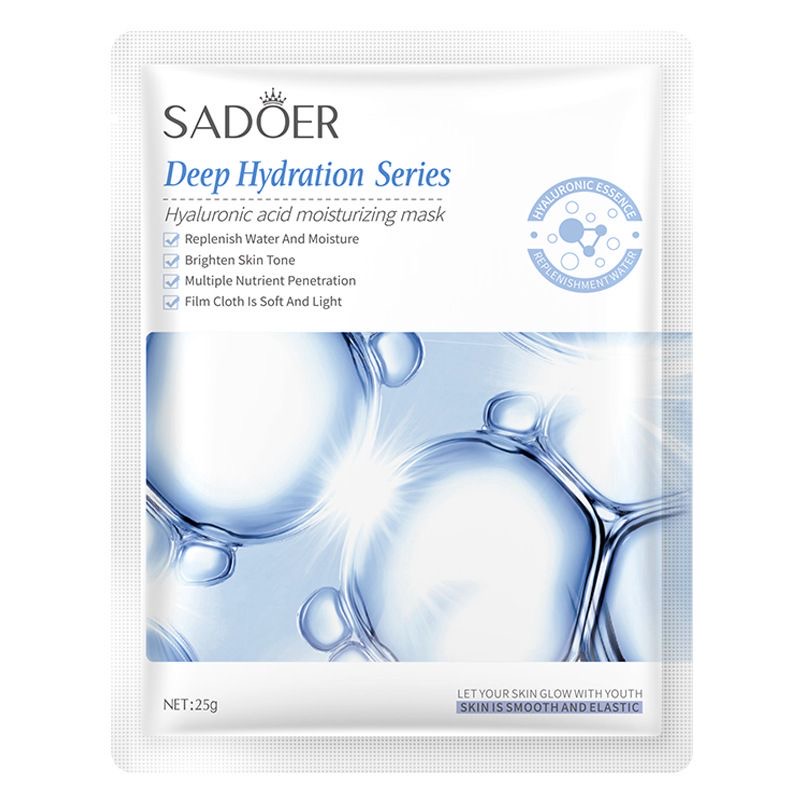 SADOER
Deep Hydration Series
Hyaluronic acid moisturizing mask
Replenish Water And Moisture
Brighten Skin Tone
Multiple Nutrient Penetration
Film Cloth Is Soft And Light
HYALURONIC ESSENCE
REPLENISHMENT WATER
NET:25g
LET YOUR SKIN GLOW WITH YOUTH
SKIN IS SMOOTH AND ELASTIC